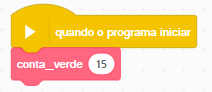 quando o programa iniciar
conta_verde 15